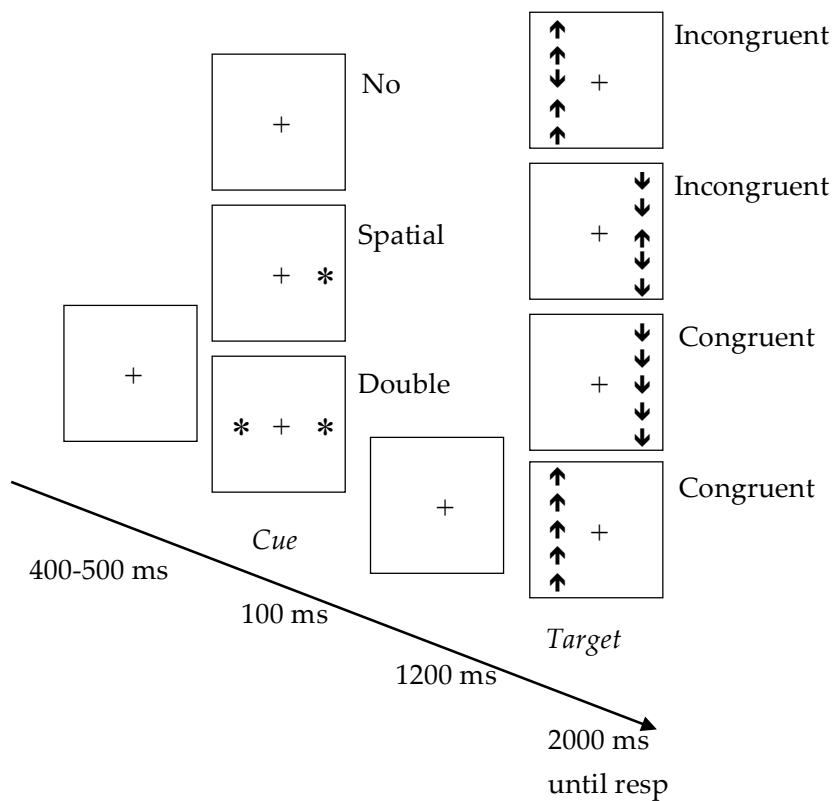 No
Spatial
Double
Cue
Incongruent
Incongruent
Congruent
Congruent
Target
400-500 ms
100 ms
1200 ms
2000 ms
until resp